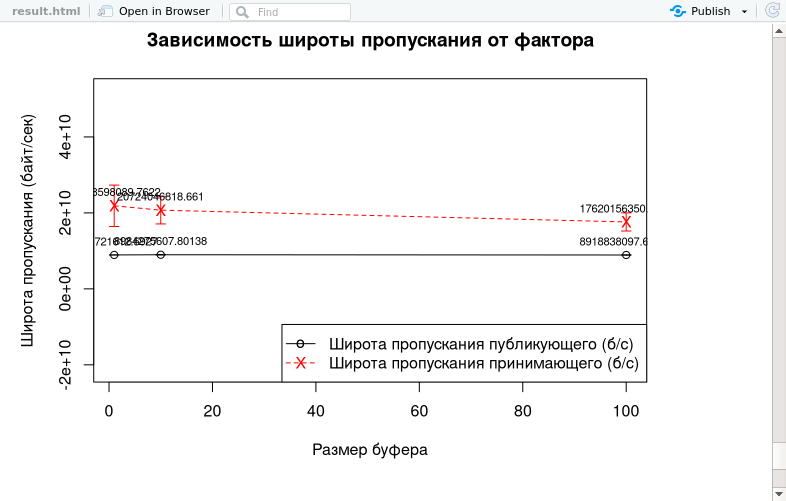 result.html
Open in Browser
Find
Publish
Зависимость широты пропускания от фактора
Широта пропускания (байт/сек)
4e+10
2e+10
0e+00
-2e+10
20724046818.661
17620156350.
8918838097.6
Широта пропускания публикующего (б/с)
Широта пропускания принимающего (б/с)
0 20 40 60 80 100
Размер буфера